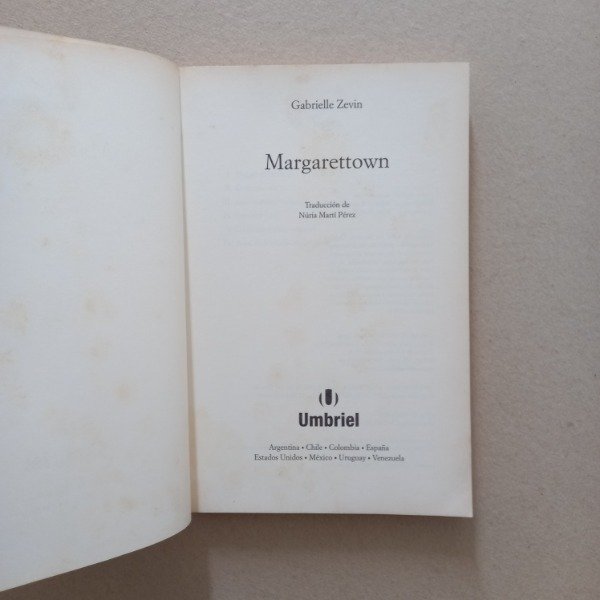 Gabrielle Zevin
Margarettown
Traducción de
Núria Martí Pérez
Umbriel
Argentina • Chile • Colombia • España
Estados Unidos • México • Uruguay • Venezuela